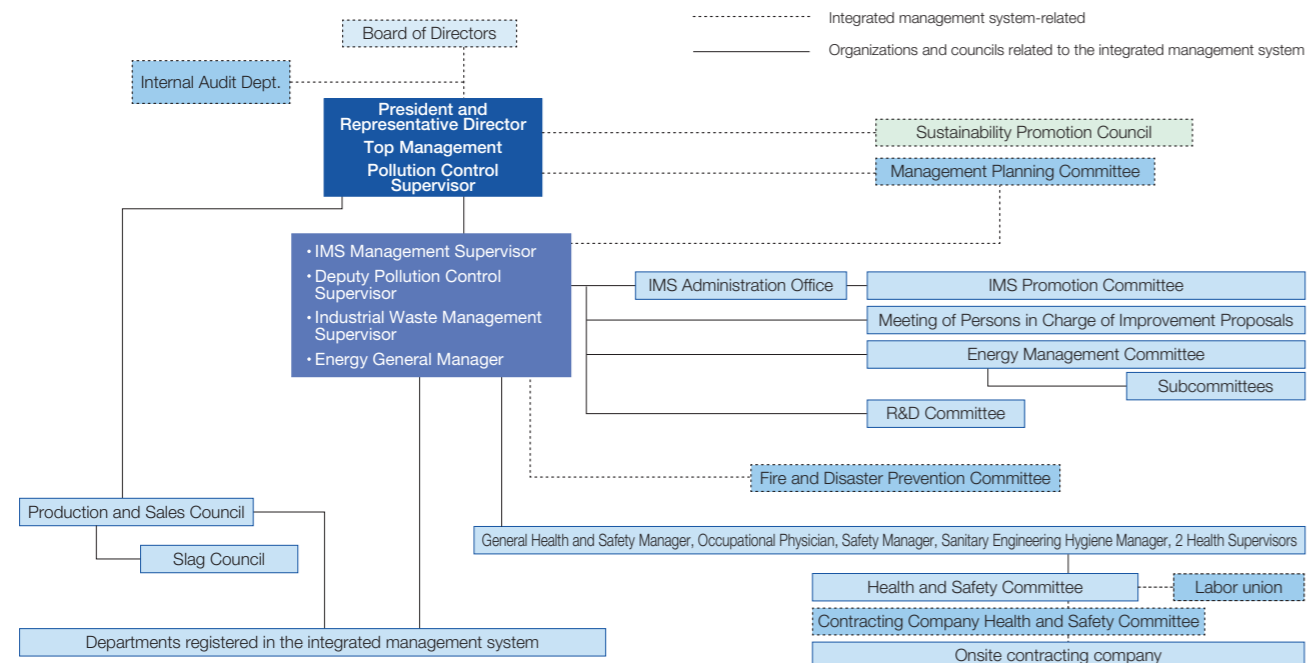 Integrated management system-related
Organizations and councils related to the integrated management system
Board of Directors
Internal Audit Dept.
President and
Representative Director
Top Management
Pollution Control
Supervisor
Sustainability Promotion Council
Management Planning Committee
・IMS Management Supervisor
・Deputy Pollution Control
Supervisor
・Industrial Waste Management
Supervisor
・Energy General Manager
IMS Administration Office
IMS Promotion Committee
Meeting of Persons in Charge of Improvement Proposals
Energy Management Committee
Subcommittees
R&D Committee
Fire and Disaster Prevention Committee
Production and Sales Council
Slag Council
General Health and Safety Manager, Occupational Physician, Safety Manager, Sanitary Engineering Hygiene Manager, 2 Health Supervisors
Health and Safety Committee
Labor union
Contracting Company Health and Safety Committee
Departments registered in the integrated management system
Onsite contracting company